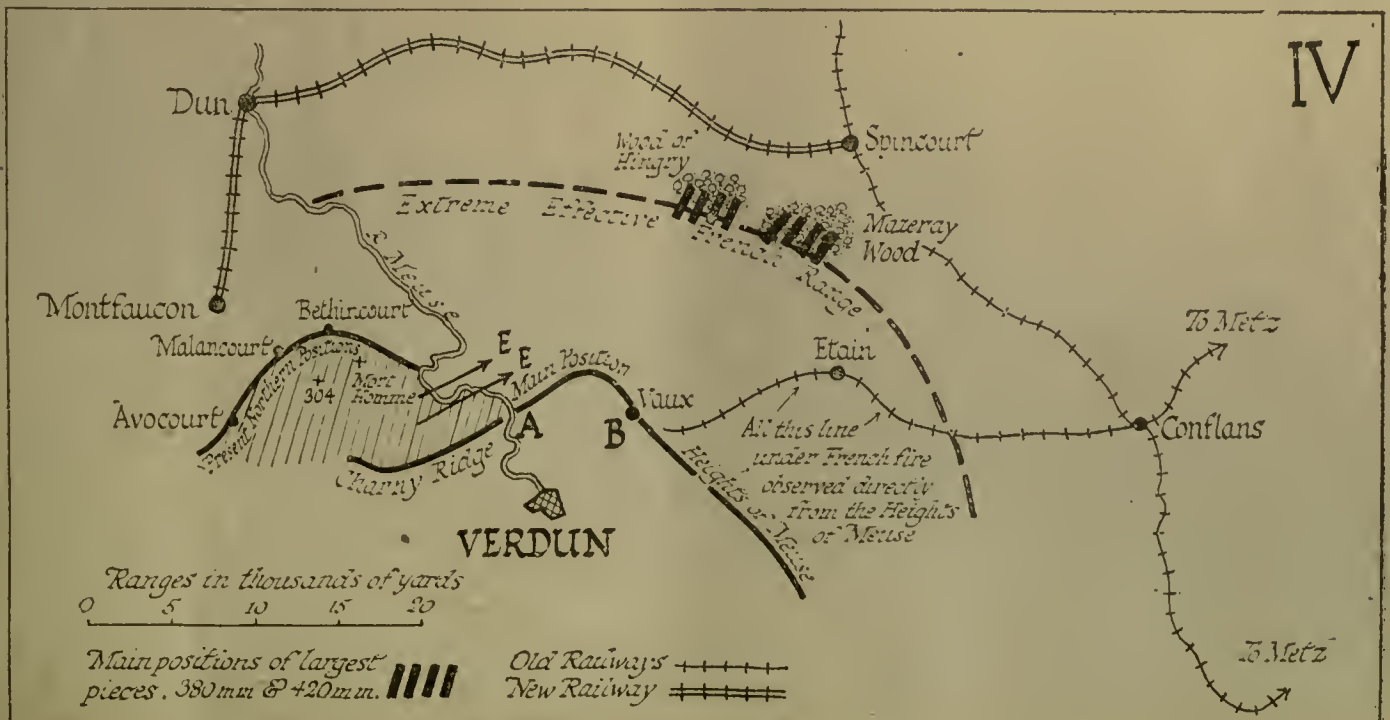 IV
Dun
Spincourt
Wood of
Hingry
Extreme Effective French Range
Mazeray
Wood
R Meuse
Montfaucon
Bethincourt
Malancourt
To Metz
E
E
Etain
Present Northern Positions
Main Position
304
Mort
Homme
Avocourt
A
Vaux
B
Conflans
All this line
under French fire
observed directly
from the Heights
of Meuse
Charny Ridge
Heights of Meuse
VERDUN
Ranges in thousands of yards
0 5 10 15 20
Main positions of largest
pieces. 380mm & 420mm.
Old Railways
New Railway
To Metz